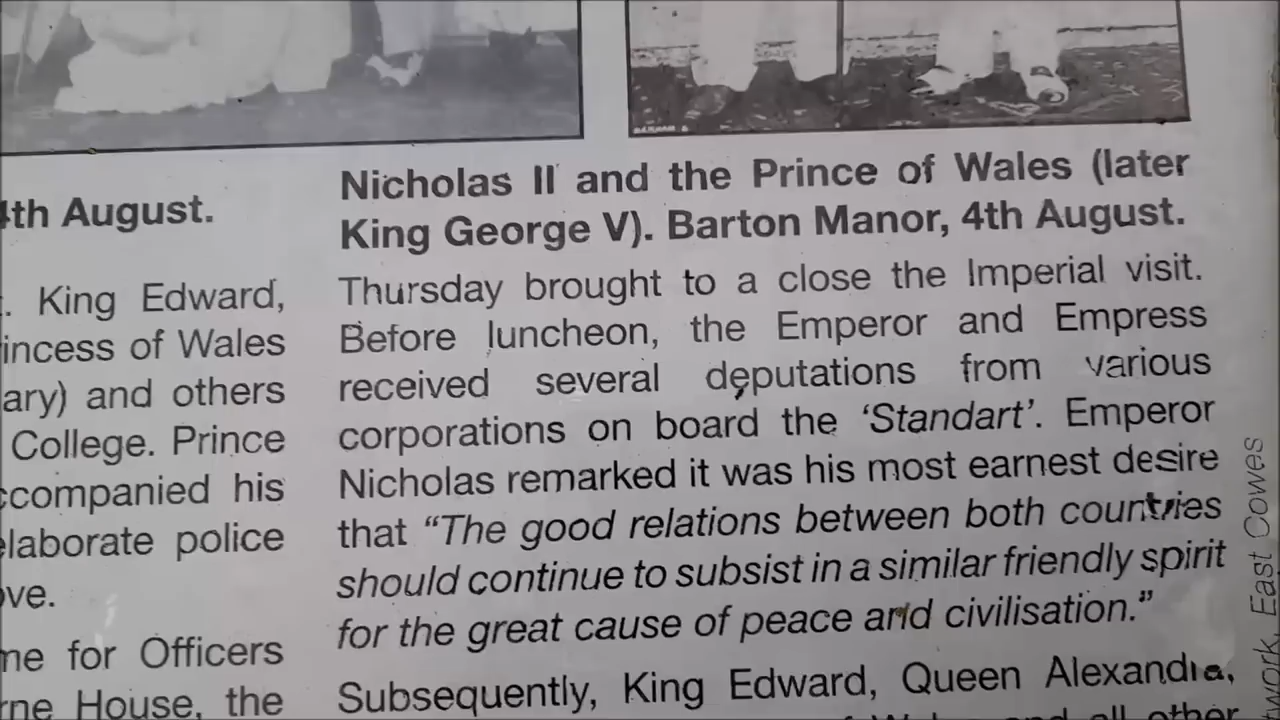 4th August.
. King Edward,
incess of Wales
ary) and others
College. Prince
ccompanied his
elaborate police
ove.
me for Officers
rne House, the
Nicholas II and the Prince of Wales (later
King George V). Barton Manor, 4th August.
Thursday brought to a close the Imperial visit.
Before luncheon, the Emperor and Empress
received several deputations from various
corporations on board the ‘Standart’. Emperor
Nicholas remarked it was his most earnest desire
that “The good relations between both countries
should continue to subsist in a similar friendly spirit
for the great cause of peace and civilisation.”
Subsequently, King Edward, Queen Alexandra,
and all other
twork, East Cowes